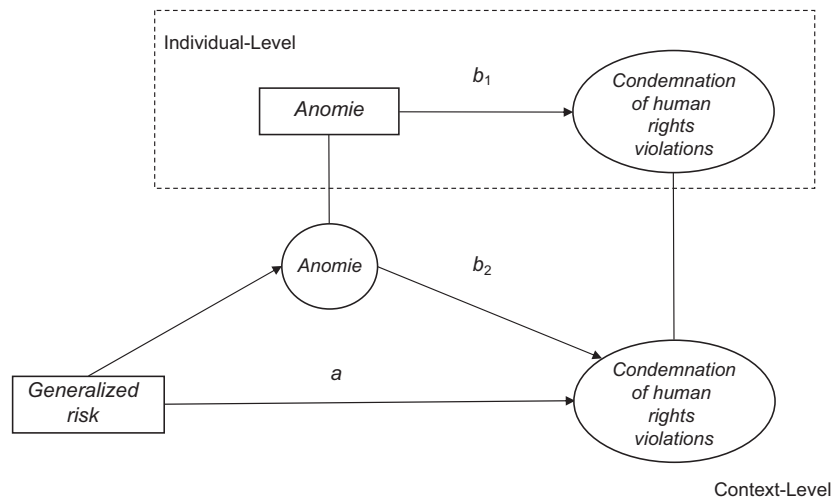 Individual-Level
b1
Anomie
Condemnation
of human
rights
violations
Anomie
b2
Generalized
risk
a
Condemnation
of human
rights
violations
Context-Level